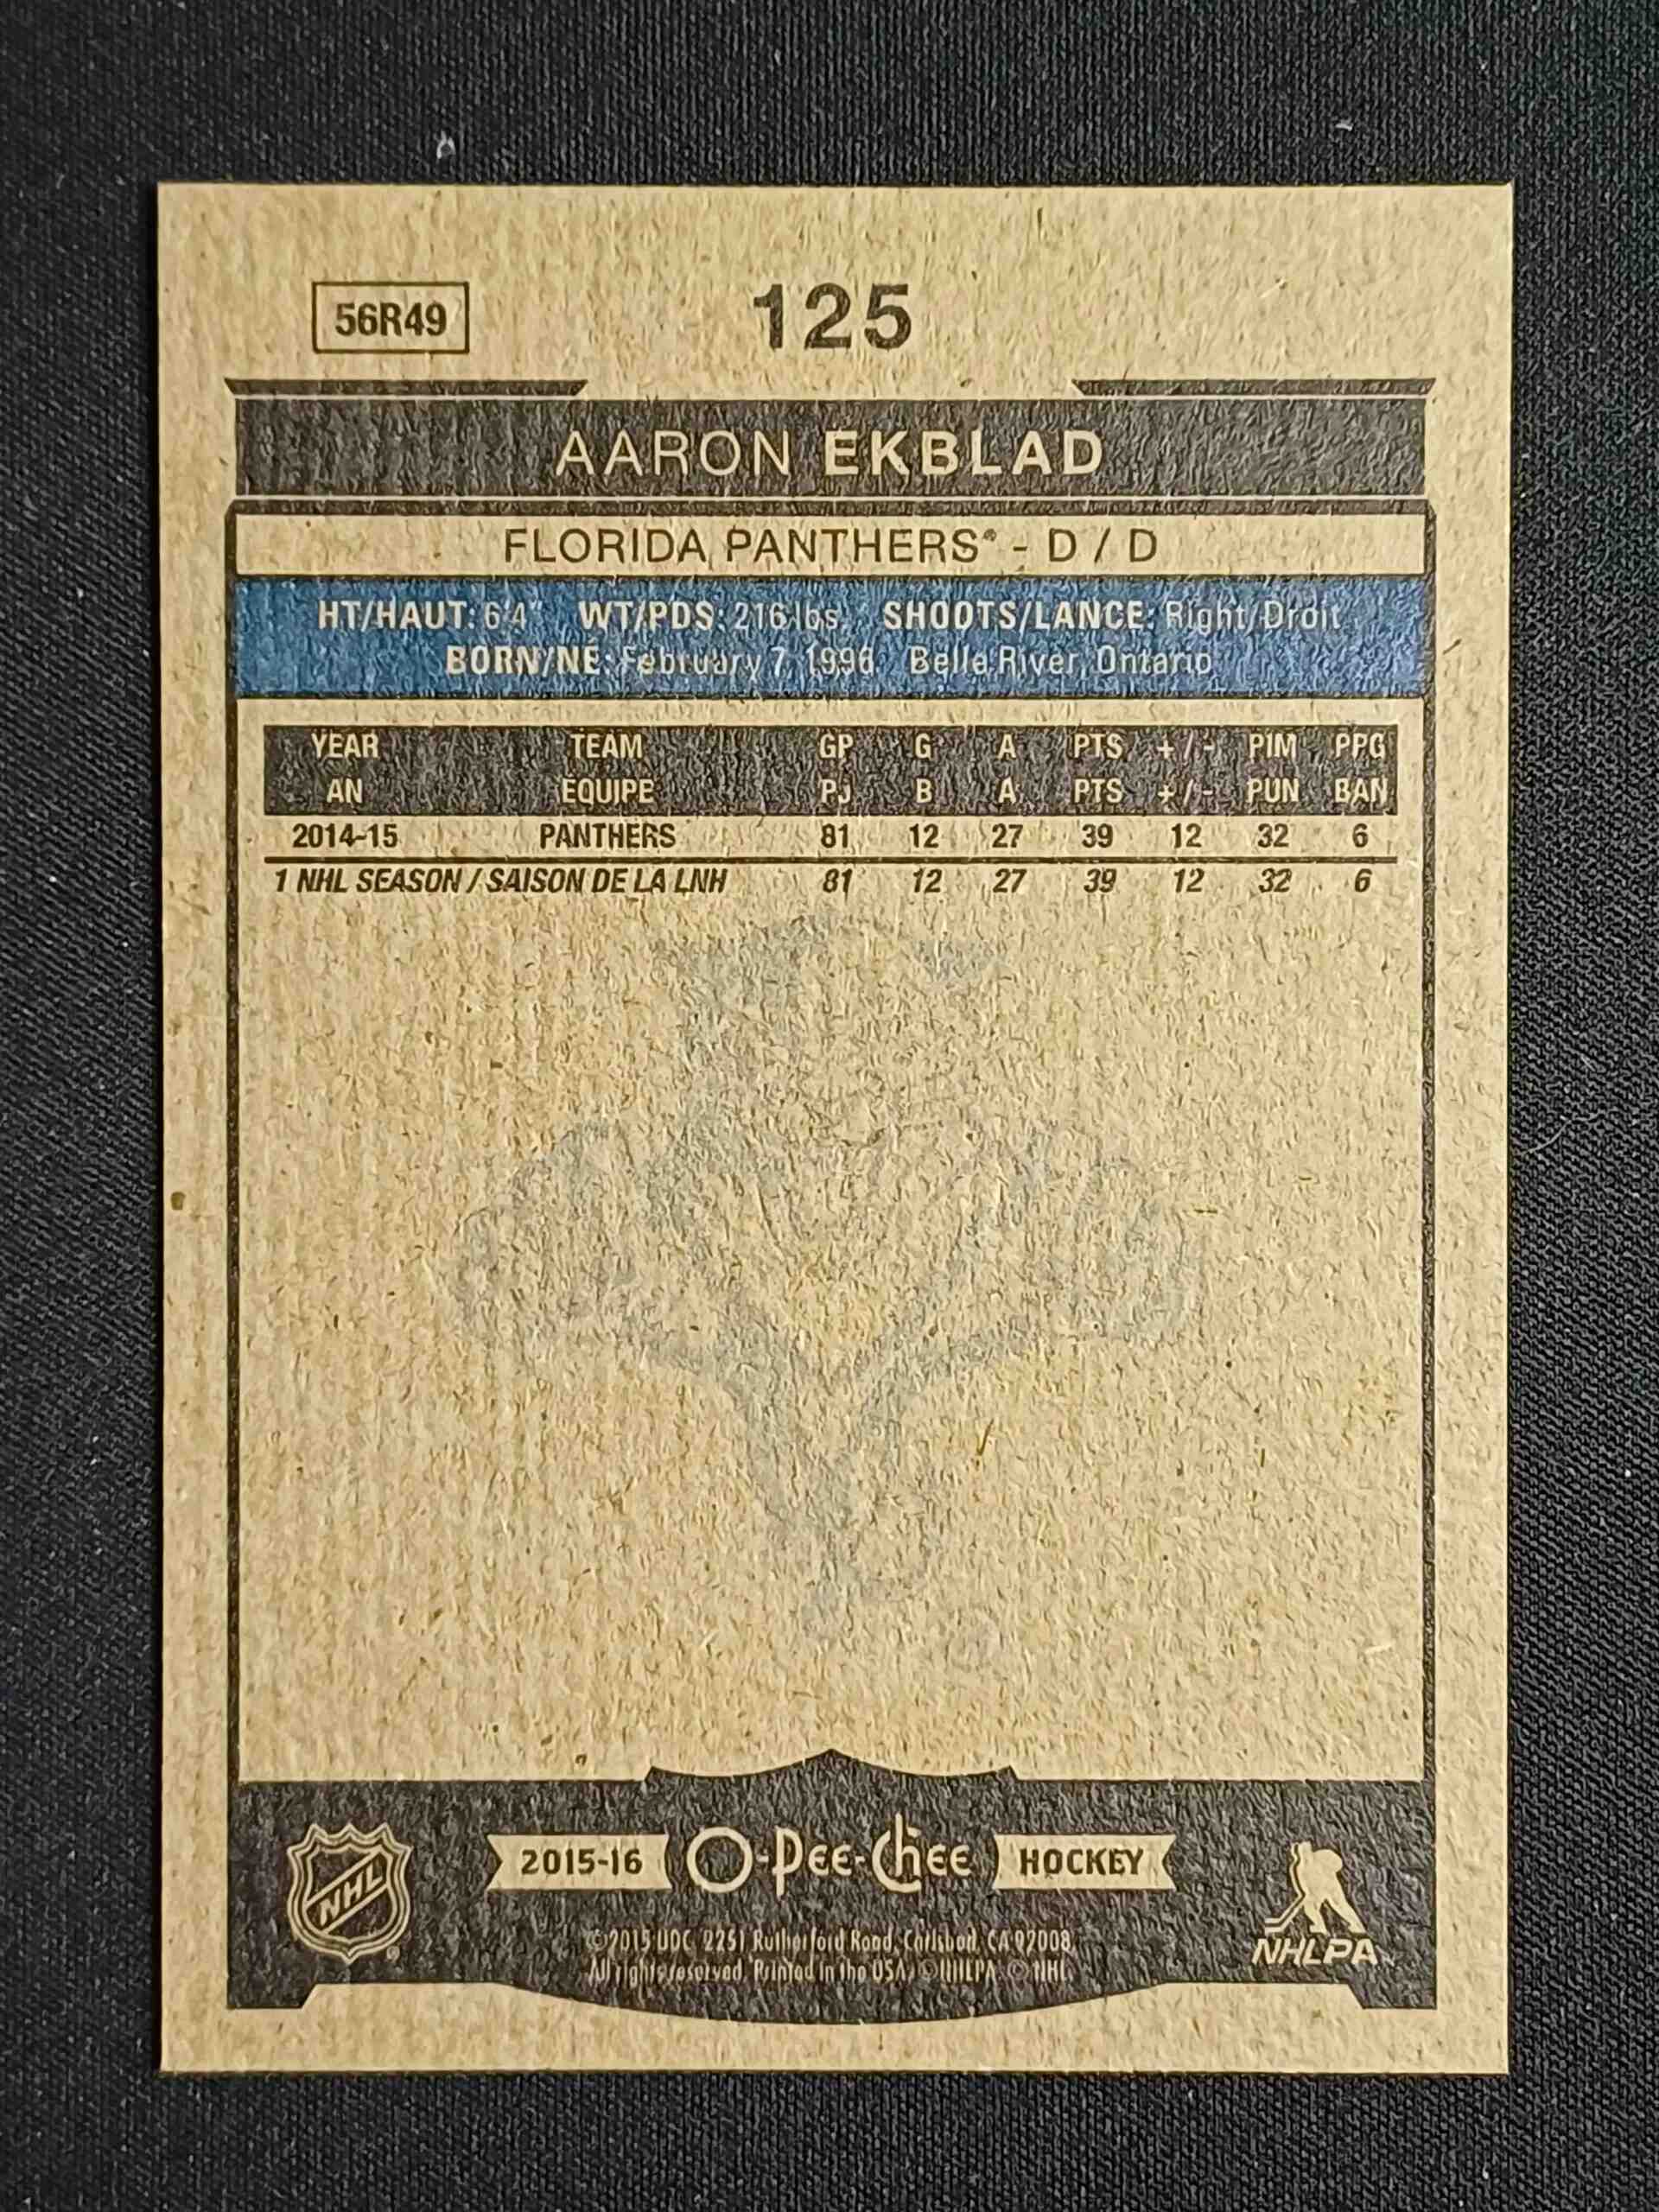 56R49
125
AARON EKBLAD
FLORIDA PANTHERS® - D / D
HT/HAUT: 6'4" WT/PDS: 216 lbs. SHOOTS/LANCE: Right/Droit
BORN/NÉ: February 7, 1996 Belle River, Ontario
YEAR TEAM GP G A PTS +/- PIM PPG
AN ÉQUIPE PJ B A PTS +/- PUN BAN
2014-15 PANTHERS 81 12 27 39 12 32 6
1 NHL SEASON / SAISON DE LA LNH 81 12 27 39 12 32 6
NHL
2015-16 O-Pee-Chee HOCKEY
©2015 UDC 2251 Rutherford Road, Carlsbad, CA 92008.
All rights reserved. Printed in the USA. ©NHLPA. © NHL.
NHLPA